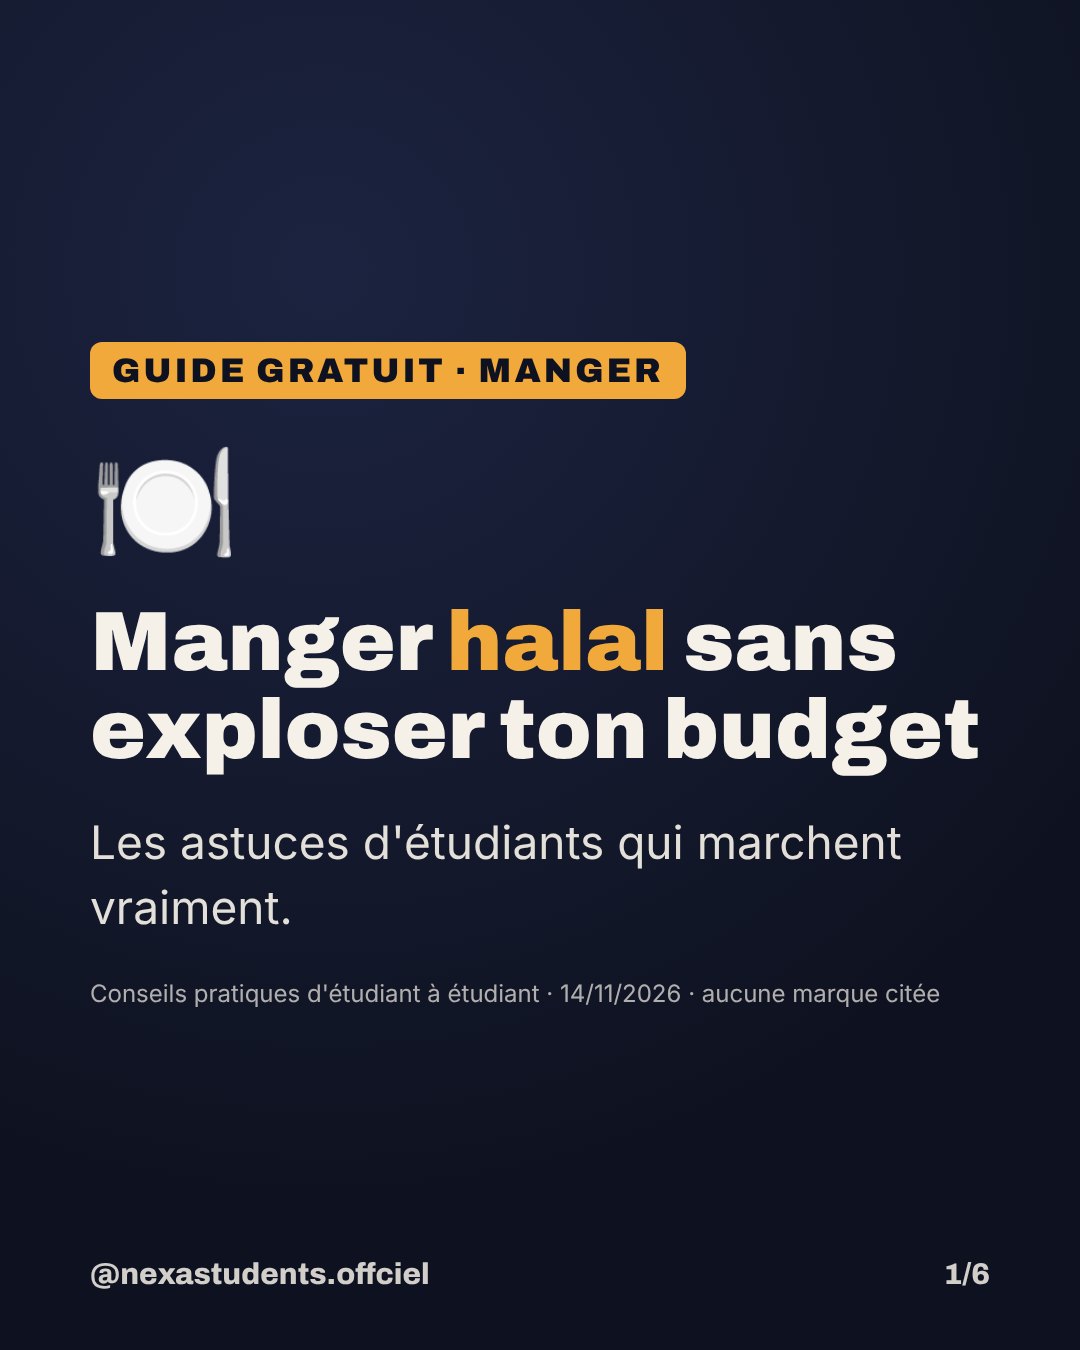 GUIDE GRATUIT · MANGER
Manger halal sans
exploser ton budget
Les astuces d'étudiants qui marchent
vraiment.
Conseils pratiques d'étudiant à étudiant · 14/11/2026 · aucune marque citée
@nexastudents.offciel
1/6